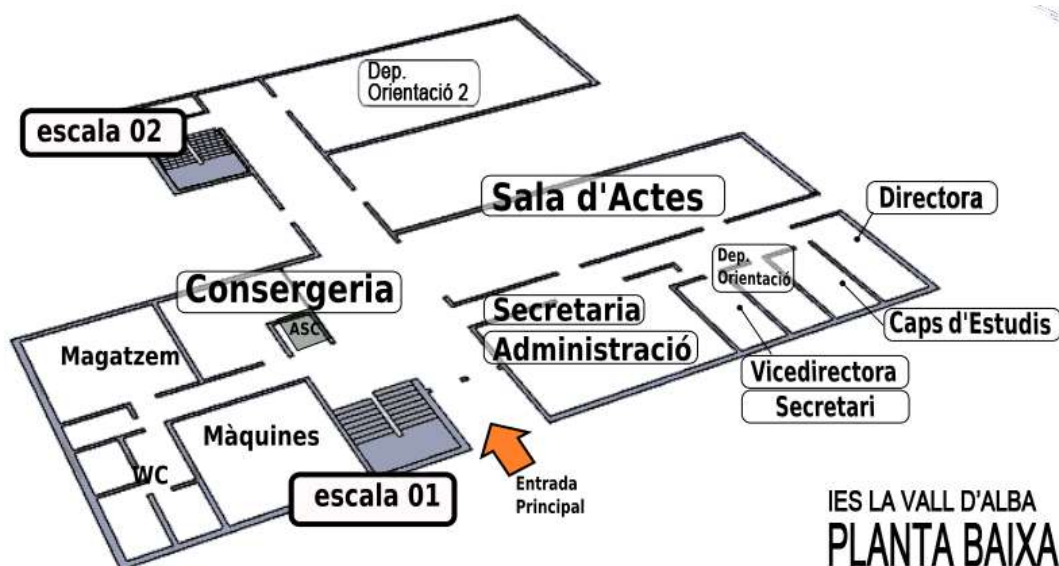 Dep.
Orientació 2
escala 02
Sala d'Actes
Directora
Dep.
Orientació
Consergeria
Secretaria
ASC
Caps d'Estudis
Administració
Magatzem
Vicedirectora
Secretari
Màquines
WC
Entrada
Principal
escala 01
IES LA VALL D'ALBA
PLANTA BAIXA